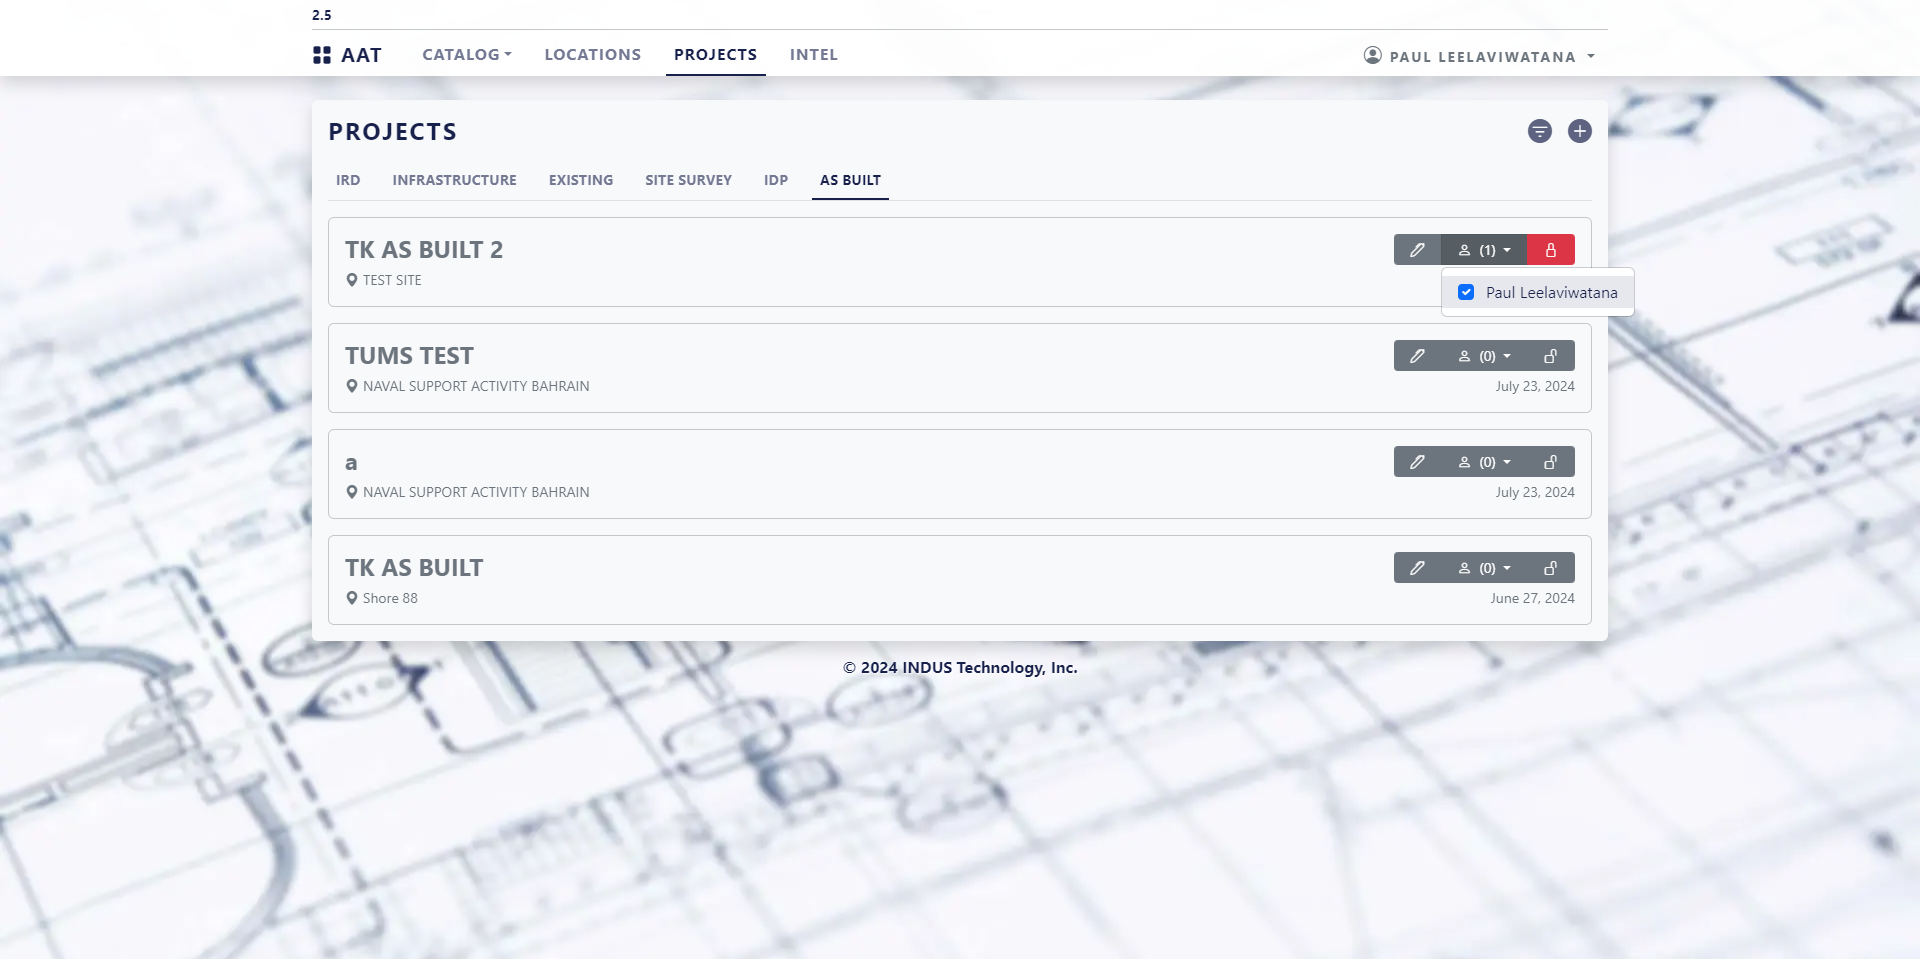 2.5
AAT CATALOG LOCATIONS PROJECTS INTEL PAUL LEELAVIWATANA
PROJECTS
IRD INFRASTRUCTURE EXISTING SITE SURVEY IDP AS BUILT
TK AS BUILT 2 (1)
TEST SITE
Paul Leelaviwatana
TUMS TEST (0)
NAVAL SUPPORT ACTIVITY BAHRAIN July 23, 2024
a (0)
NAVAL SUPPORT ACTIVITY BAHRAIN July 23, 2024
TK AS BUILT (0)
Shore 88 June 27, 2024
© 2024 INDUS Technology, Inc.